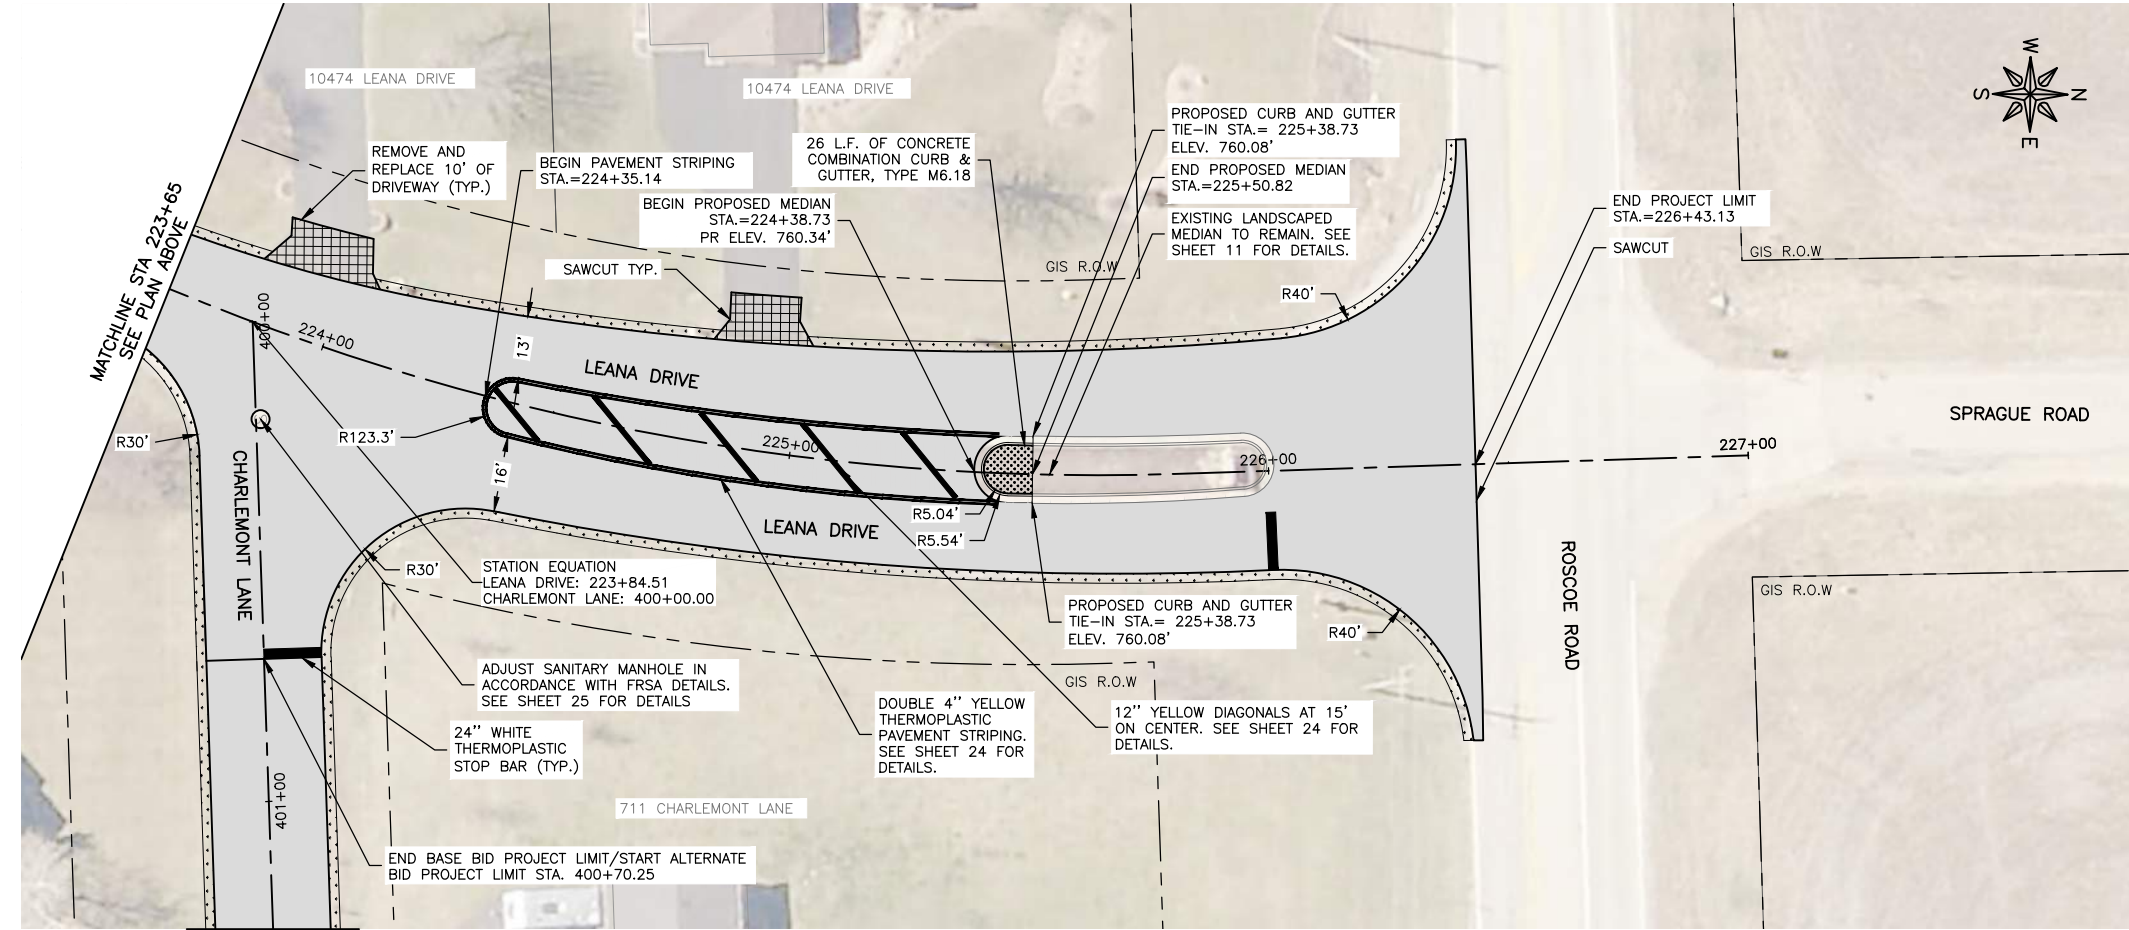 10474 LEANA DRIVE
10474 LEANA DRIVE
W
S
N
E
REMOVE AND
REPLACE 10' OF
DRIVEWAY (TYP.)
BEGIN PAVEMENT STRIPING
STA.=224+35.14
26 L.F. OF CONCRETE
COMBINATION CURB &
GUTTER, TYPE M6.18
PROPOSED CURB AND GUTTER
TIE-IN STA.= 225+38.73
ELEV. 760.08'
END PROPOSED MEDIAN
STA.=225+50.82
BEGIN PROPOSED MEDIAN
STA.=224+38.73
PR ELEV. 760.34'
EXISTING LANDSCAPED
MEDIAN TO REMAIN. SEE
SHEET 11 FOR DETAILS.
END PROJECT LIMIT
STA.=226+43.13
SAWCUT
GIS R.O.W
MATCHLINE STA 223+65
SEE PLAN ABOVE
SAWCUT TYP.
GIS R.O.W
R40'
400+00
224+00
13'
LEANA DRIVE
SPRAGUE ROAD
R30'
R123.3'
225+00
226+00
227+00
16'
CHARLEMONT LANE
LEANA DRIVE
R5.04'
R5.54'
R30'
STATION EQUATION
LEANA DRIVE: 223+84.51
CHARLEMONT LANE: 400+00.00
ROSCOE ROAD
GIS R.O.W
PROPOSED CURB AND GUTTER
TIE-IN STA.= 225+38.73
ELEV. 760.08'
R40'
ADJUST SANITARY MANHOLE IN
ACCORDANCE WITH FRSA DETAILS.
SEE SHEET 25 FOR DETAILS
GIS R.O.W
DOUBLE 4'' YELLOW
THERMOPLASTIC
PAVEMENT STRIPING.
SEE SHEET 24 FOR
DETAILS.
12'' YELLOW DIAGONALS AT 15'
ON CENTER. SEE SHEET 24 FOR
DETAILS.
24'' WHITE
THERMOPLASTIC
STOP BAR (TYP.)
401+00
711 CHARLEMONT LANE
END BASE BID PROJECT LIMIT/START ALTERNATE
BID PROJECT LIMIT STA. 400+70.25